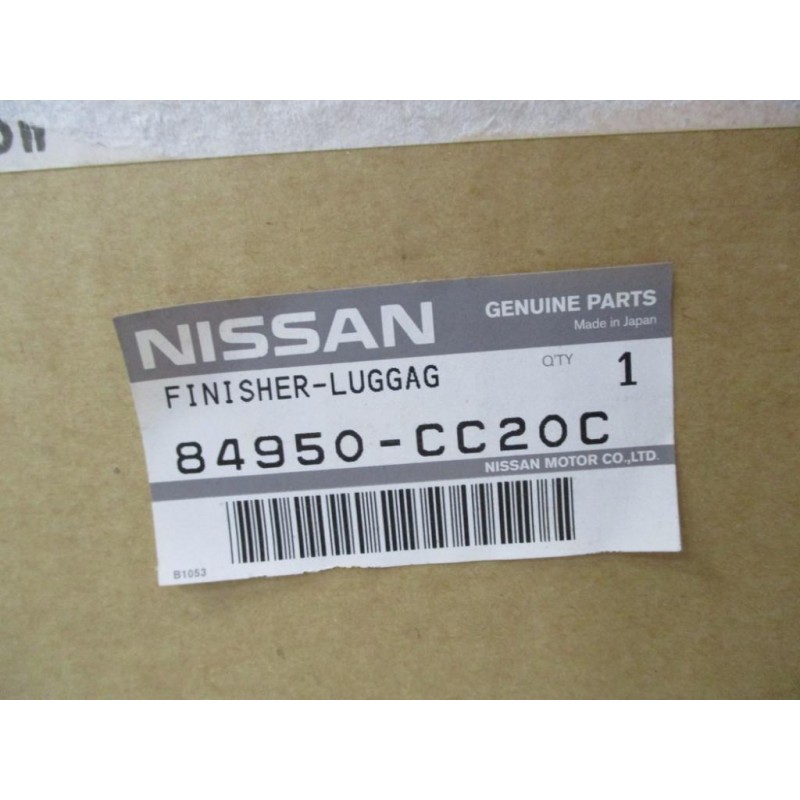 NISSAN
GENUINE PARTS
Made in Japan
FINISHER-LUGGAG
Q'TY 1
84950-CC20C
NISSAN MOTOR CO.,LTD.
B1053